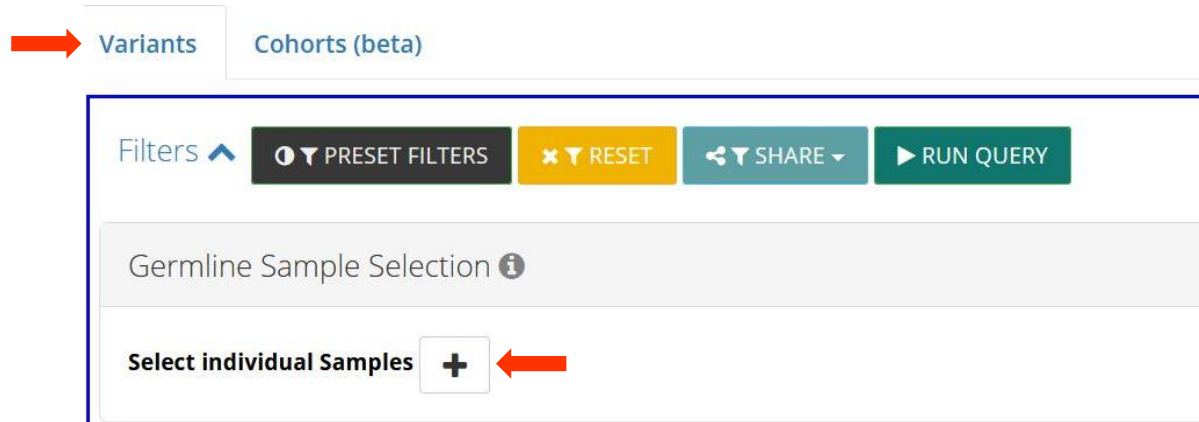 Variants Cohorts (beta)
Filters PRESET FILTERS RESET SHARE RUN QUERY
Germline Sample Selection
Select individual Samples